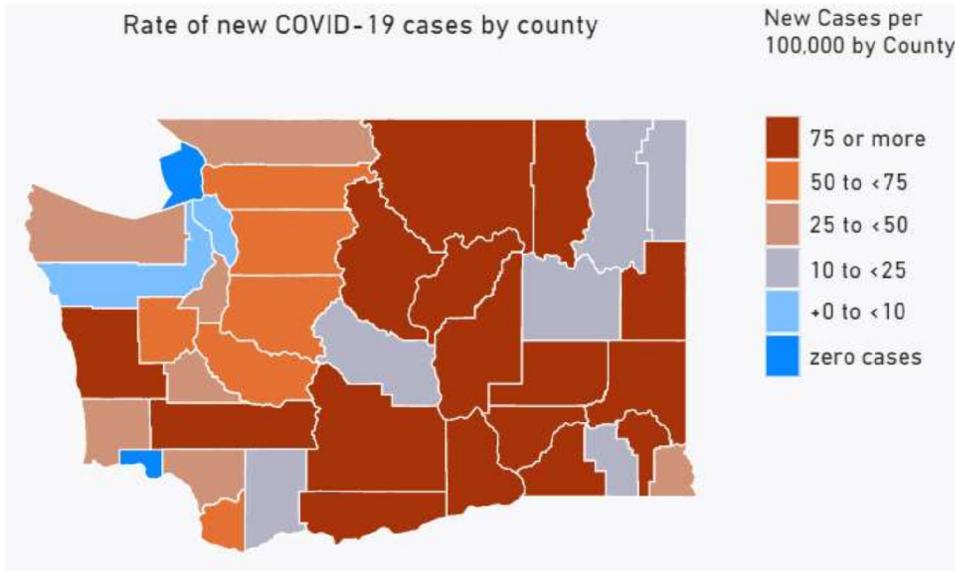 Rate of new COVID-19 cases by county
New Cases per
100,000 by County
75 or more
50 to <75
25 to <50
10 to <25
+0 to <10
zero cases